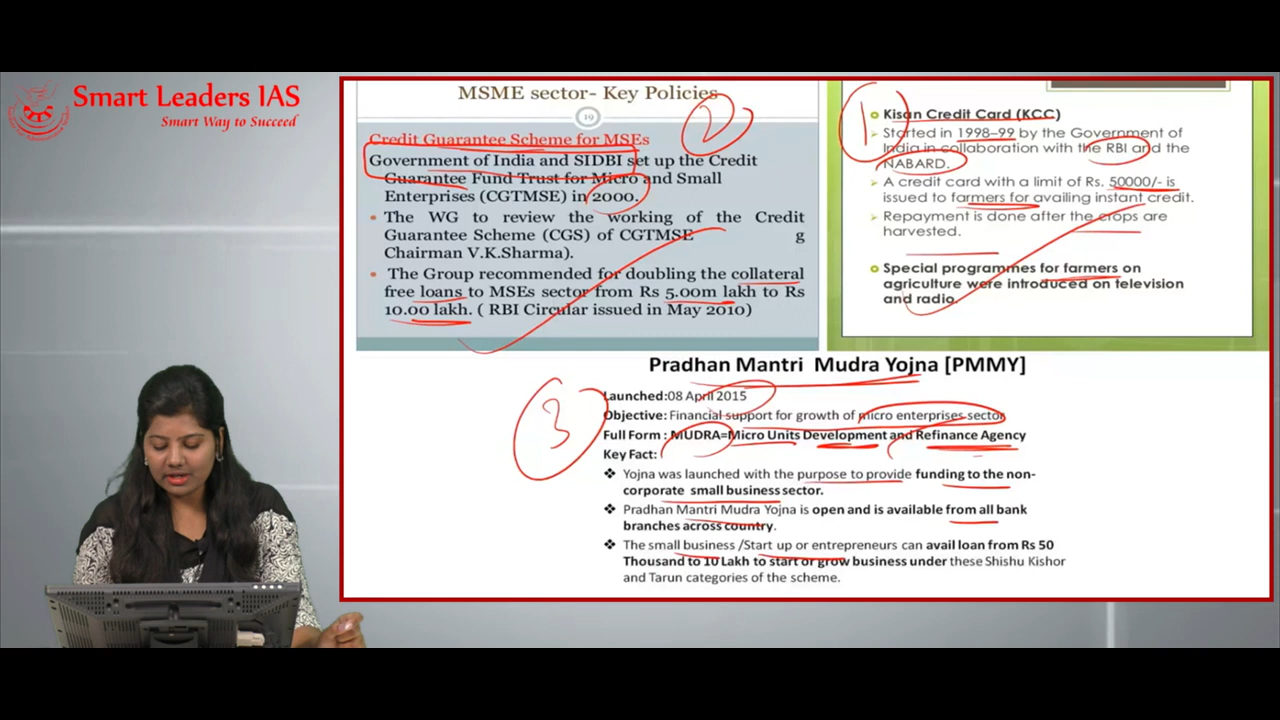 Smart Leaders IAS
Smart Way to Succeed
MSME sector- Key Policies
19
2
Credit Guarantee Scheme for MSEs
Government of India and SIDBI set up the Credit
Guarantee Fund Trust for Micro and Small
Enterprises (CGTMSE) in 2000.
• The WG to review the working of the Credit
Guarantee Scheme (CGS) of CGTMSE g
Chairman V.K.Sharma).
• The Group recommended for doubling the collateral
free loans to MSEs sector from Rs 5.00m lakh to Rs
10.00 lakh. ( RBI Circular issued in May 2010)
1
Kisan Credit Card (KCC)
Started in 1998–99 by the Government of
India in collaboration with the RBI and the
NABARD.
A credit card with a limit of Rs. 50000/- is
issued to farmers for availing instant credit.
Repayment is done after the crops are
harvested.
Special programmes for farmers on
agriculture were introduced on television
and radio.
Pradhan Mantri Mudra Yojna [PMMY]
3
Launched:08 April 2015
Objective: Financial support for growth of micro enterprises sector
Full Form : MUDRA=Micro Units Development and Refinance Agency
Key Fact:
❖ Yojna was launched with the purpose to provide funding to the non-
corporate small business sector.
❖ Pradhan Mantri Mudra Yojna is open and is available from all bank
branches across country.
❖ The small business /Start up or entrepreneurs can avail loan from Rs 50
Thousand to 10 Lakh to start or grow business under these Shishu Kishor
and Tarun categories of the scheme.